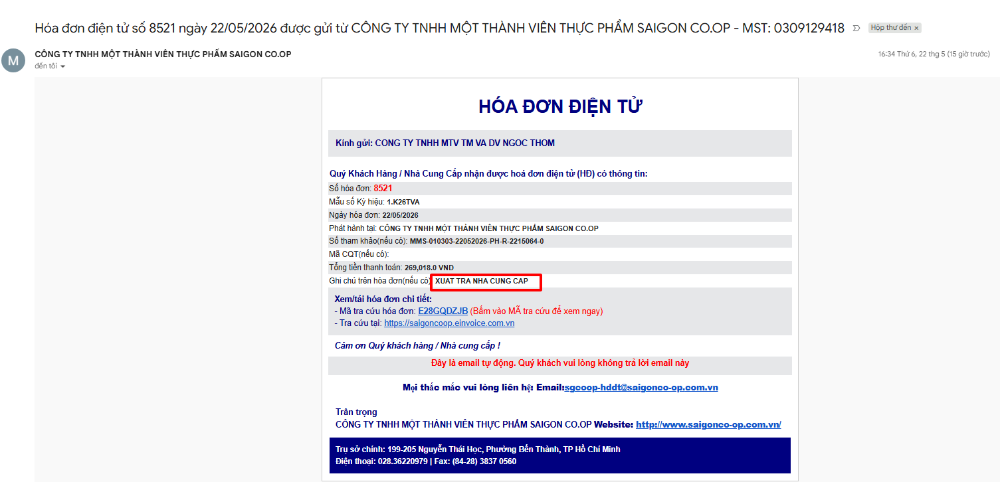 Hóa đơn điện tử số 8521 ngày 22/05/2026 được gửi từ CÔNG TY TNHH MỘT THÀNH VIÊN THỰC PHẨM SAIGON CO.OP - MST: 0309129418 Hộp thư đến ×
M
CÔNG TY TNHH MỘT THÀNH VIÊN THỰC PHẨM SAIGON CO.OP
16:34 Thứ 6, 22 thg 5 (15 giờ trước)
đến tôi
HÓA ĐƠN ĐIỆN TỬ
Kính gửi: CONG TY TNHH MTV TM VA DV NGOC THOM
Quý Khách Hàng / Nhà Cung Cấp nhận được hoá đơn điện tử (HĐ) có thông tin:
Số hóa đơn: 8521
Mẫu số Ký hiệu: 1.K26TVA
Ngày hóa đơn: 22/05/2026
Phát hành tại: CÔNG TY TNHH MỘT THÀNH VIÊN THỰC PHẨM SAIGON CO.OP
Số tham khảo(nếu có): MMS-010303-22052026-PH-R-2215064-0
Mã CQT(nếu có):
Tổng tiền thanh toán: 269,018.0 VND
Ghi chú trên hóa đơn(nếu có) XUAT TRA NHA CUNG CAP
Xem/tải hóa đơn chi tiết:
- Mã tra cứu hóa đơn: E28GQDZJB (Bấm vào MÃ tra cứu để xem ngay)
- Tra cứu tại: https://saigoncoop.einvoice.com.vn
Cảm ơn Quý khách hàng / Nhà cung cấp !
Đây là email tự động. Quý khách vui lòng không trả lời email này
Mọi thắc mắc vui lòng liên hệ: Email:sgcoop-hddt@saigonco-op.com.vn
Trân trọng
CÔNG TY TNHH MỘT THÀNH VIÊN THỰC PHẨM SAIGON CO.OP Website: http://www.saigonco-op.com.vn/
Trụ sở chính: 199-205 Nguyễn Thái Học, Phường Bến Thành, TP Hồ Chí Minh
Điện thoại: 028.36220979 | Fax: (84-28) 3837 0560